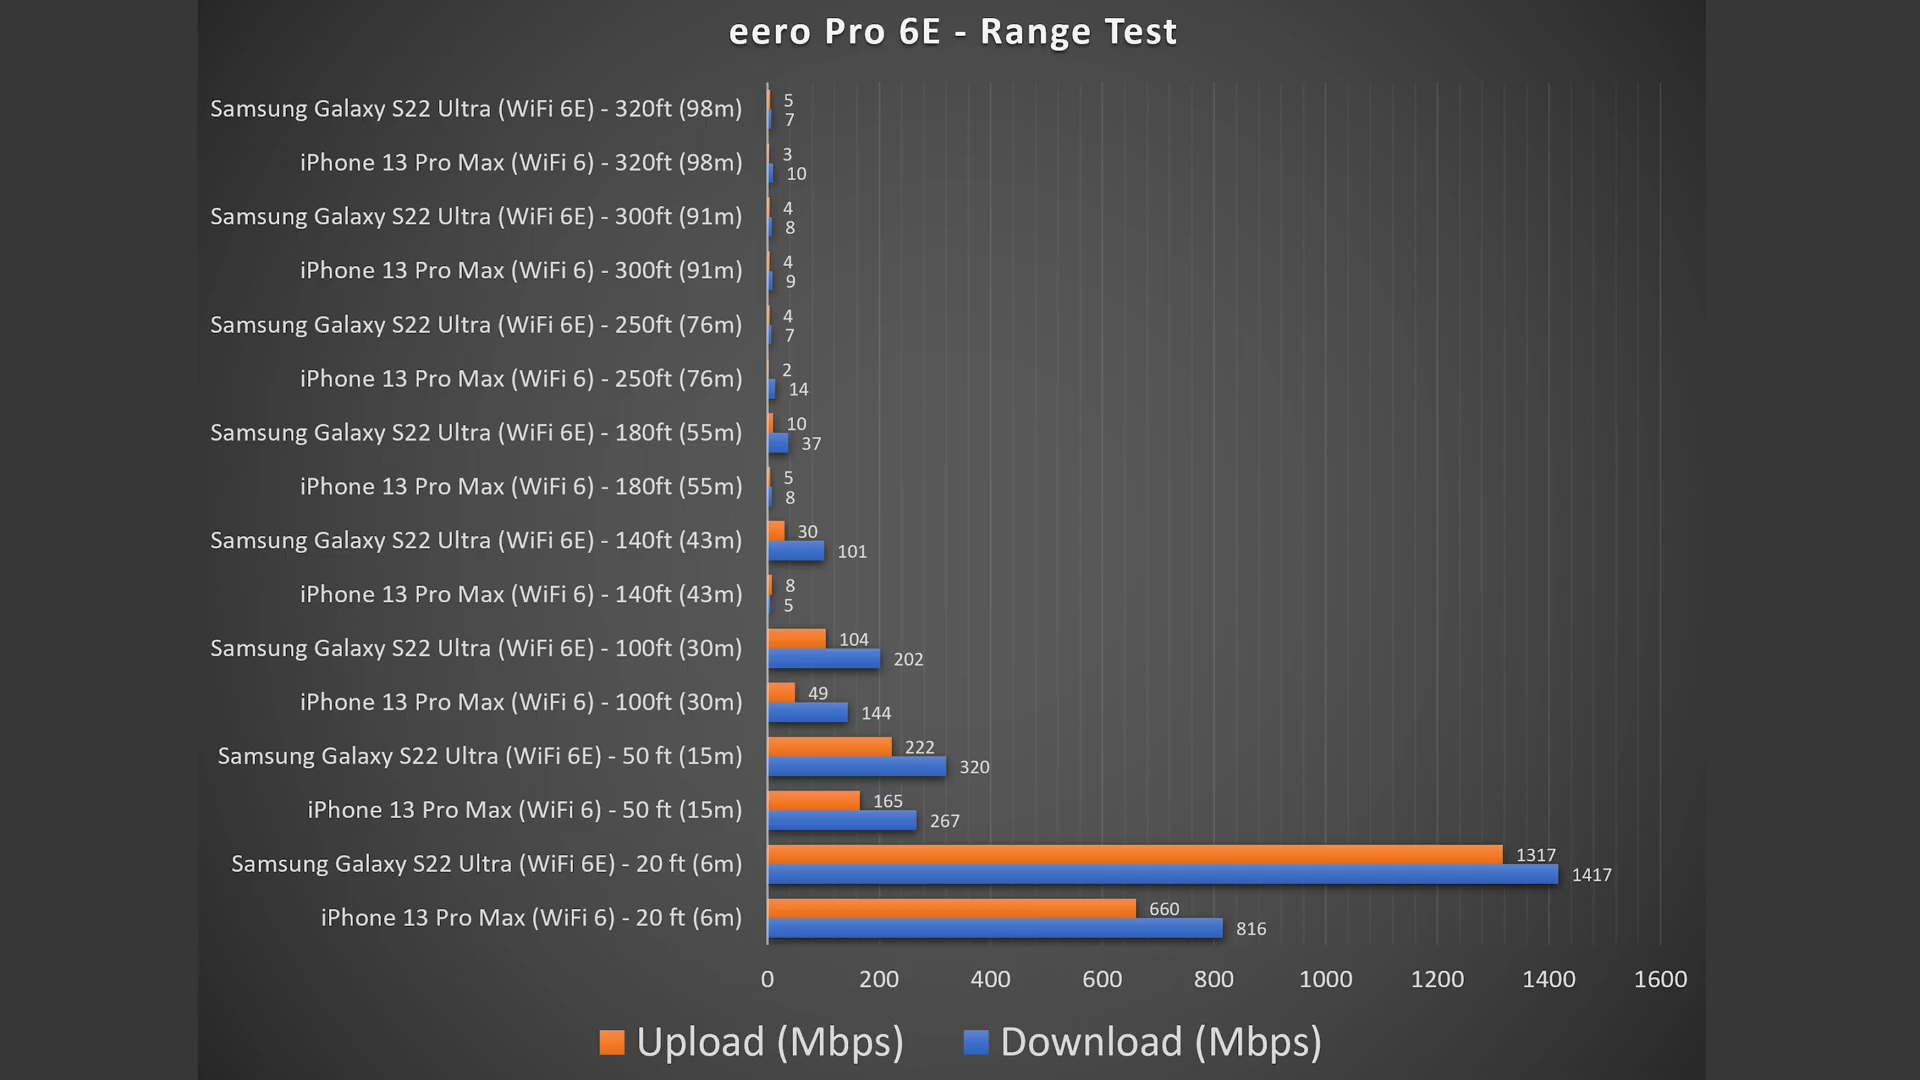 eero Pro 6E - Range Test
Samsung Galaxy S22 Ultra (WiFi 6E) - 320ft (98m)
5
7
iPhone 13 Pro Max (WiFi 6) - 320ft (98m)
3
10
Samsung Galaxy S22 Ultra (WiFi 6E) - 300ft (91m)
4
8
iPhone 13 Pro Max (WiFi 6) - 300ft (91m)
4
9
Samsung Galaxy S22 Ultra (WiFi 6E) - 250ft (76m)
4
7
iPhone 13 Pro Max (WiFi 6) - 250ft (76m)
2
14
Samsung Galaxy S22 Ultra (WiFi 6E) - 180ft (55m)
10
37
iPhone 13 Pro Max (WiFi 6) - 180ft (55m)
5
8
Samsung Galaxy S22 Ultra (WiFi 6E) - 140ft (43m)
30
101
iPhone 13 Pro Max (WiFi 6) - 140ft (43m)
8
5
Samsung Galaxy S22 Ultra (WiFi 6E) - 100ft (30m)
104
202
iPhone 13 Pro Max (WiFi 6) - 100ft (30m)
49
144
Samsung Galaxy S22 Ultra (WiFi 6E) - 50 ft (15m)
222
320
iPhone 13 Pro Max (WiFi 6) - 50 ft (15m)
165
267
Samsung Galaxy S22 Ultra (WiFi 6E) - 20 ft (6m)
1317
1417
iPhone 13 Pro Max (WiFi 6) - 20 ft (6m)
660
816
0 200 400 600 800 1000 1200 1400 1600
Upload (Mbps) Download (Mbps)